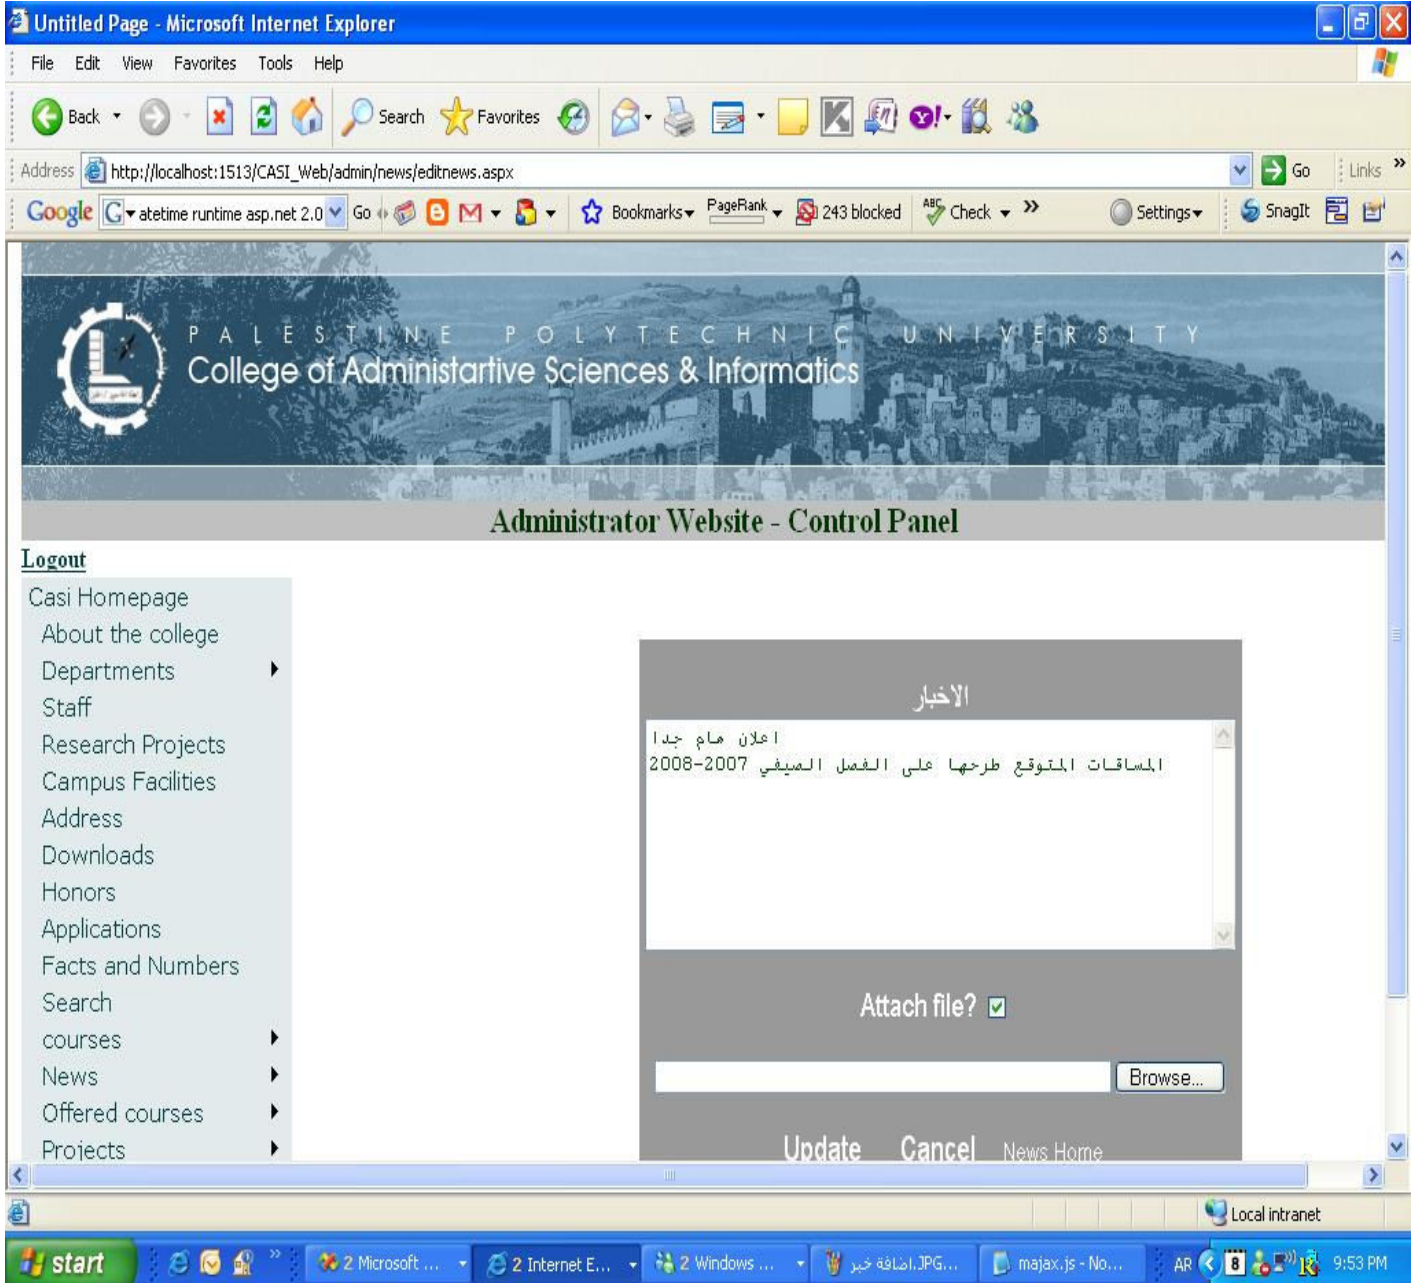 Untitled Page - Microsoft Internet Explorer
File Edit View Favorites Tools Help
Back Search Favorites
Address http://localhost:1513/CASI_Web/admin/news/editnews.aspx Go Links »
Google G atetime runtime asp.net 2.0 Go Bookmarks PageRank 243 blocked ABC Check » Settings SnagIt
PALESTINE POLYTECHNIC UNIVERSITY
College of Administartive Sciences & Informatics
Administrator Website - Control Panel
Logout
Casi Homepage
About the college
Departments
Staff
Research Projects
Campus Facilities
Address
Downloads
Honors
Applications
Facts and Numbers
Search
courses
News
Offered courses
Projects
الاخبار
اعلان هام جدا
المساقات المتوقع طرحها على الفصل الصيفي 2007-2008
Attach file?
Browse...
Update Cancel News Home
Local intranet
start » 2 Microsoft ... 2 Internet E... 2 Windows ... اضافة خبر.JPG... majax.js - No... AR 8 9:53 PM